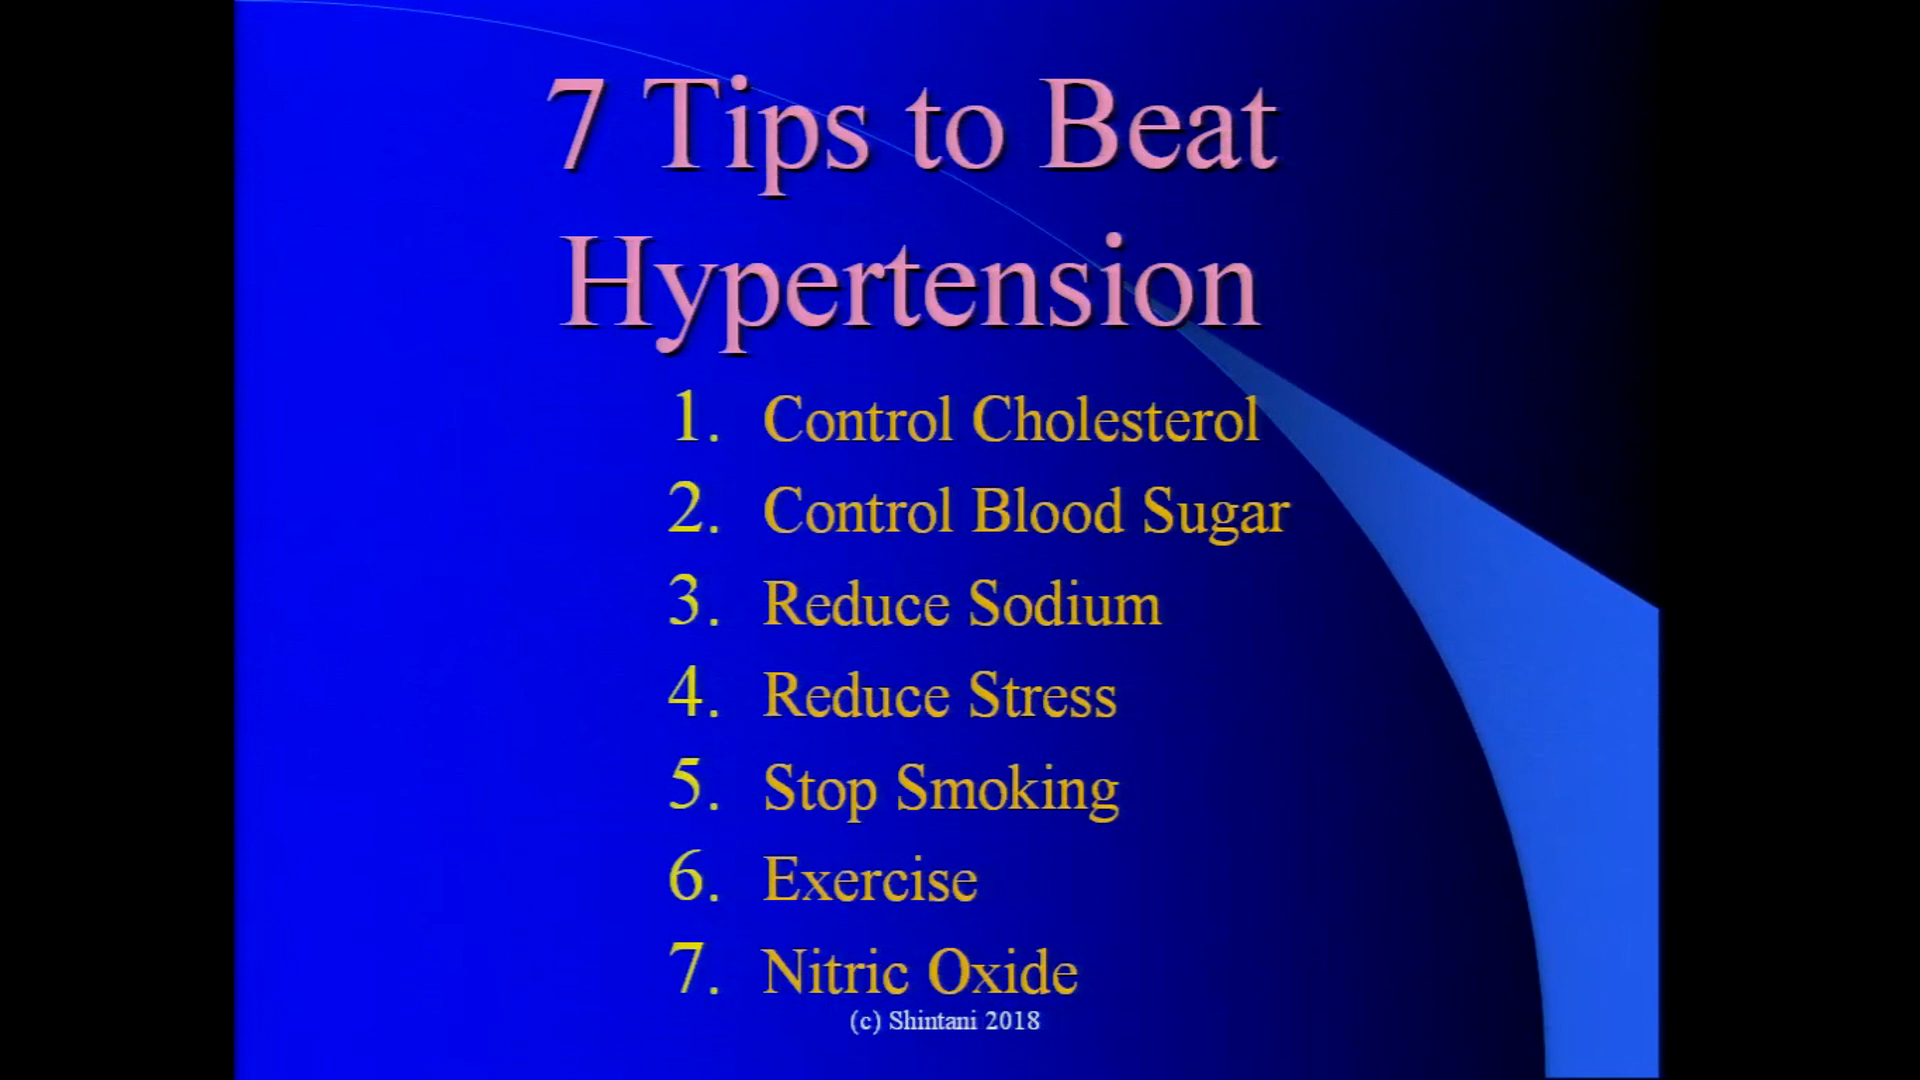 7 Tips to Beat
Hypertension
1. Control Cholesterol
2. Control Blood Sugar
3. Reduce Sodium
4. Reduce Stress
5. Stop Smoking
6. Exercise
7. Nitric Oxide
(c) Shintani 2018